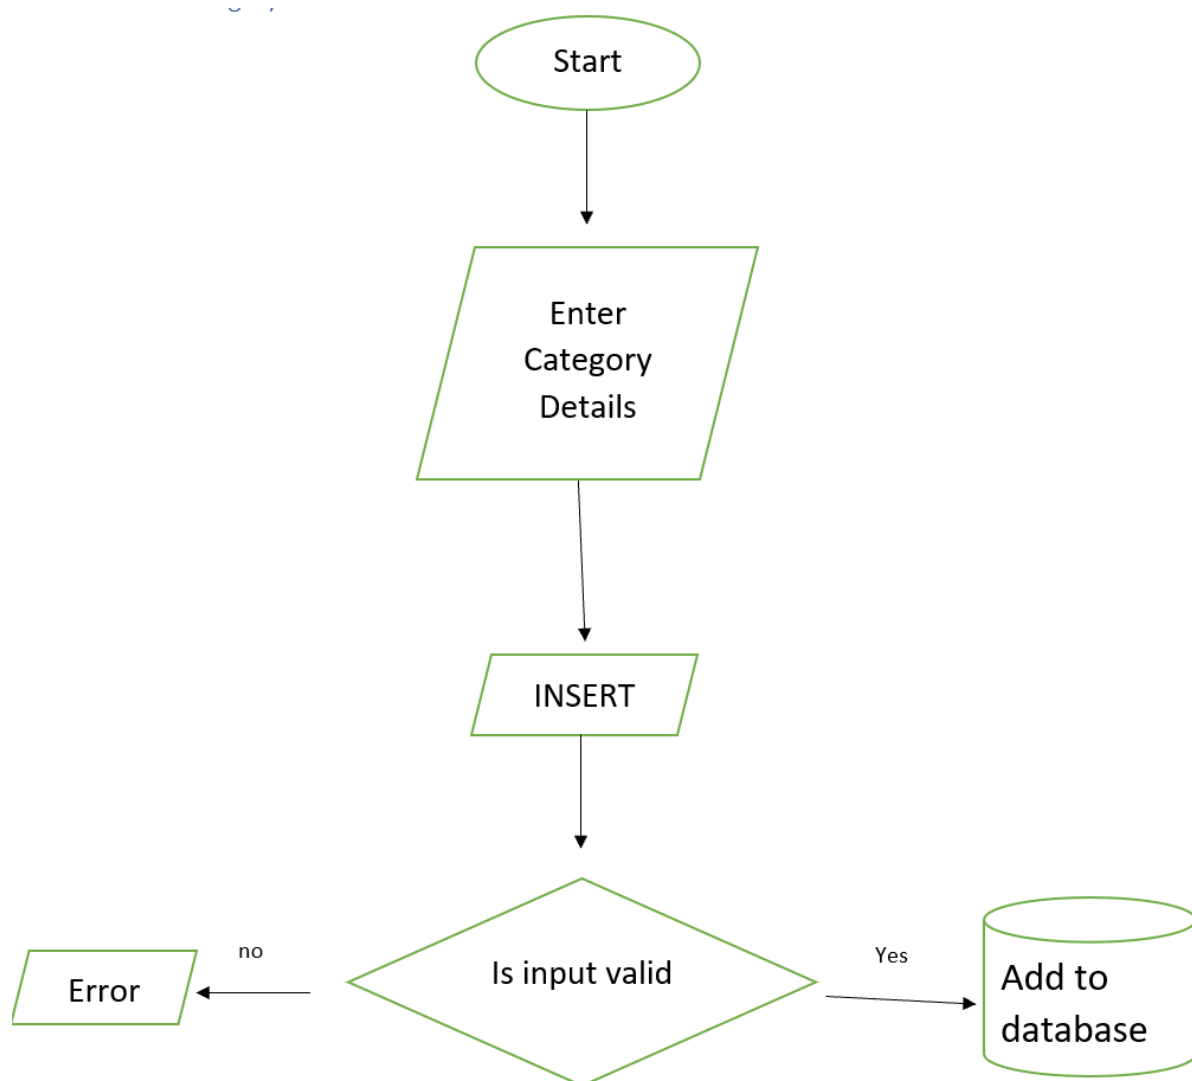 Start
Enter
Category
Details
INSERT
no
Is input valid
Yes
Error
Add to
database